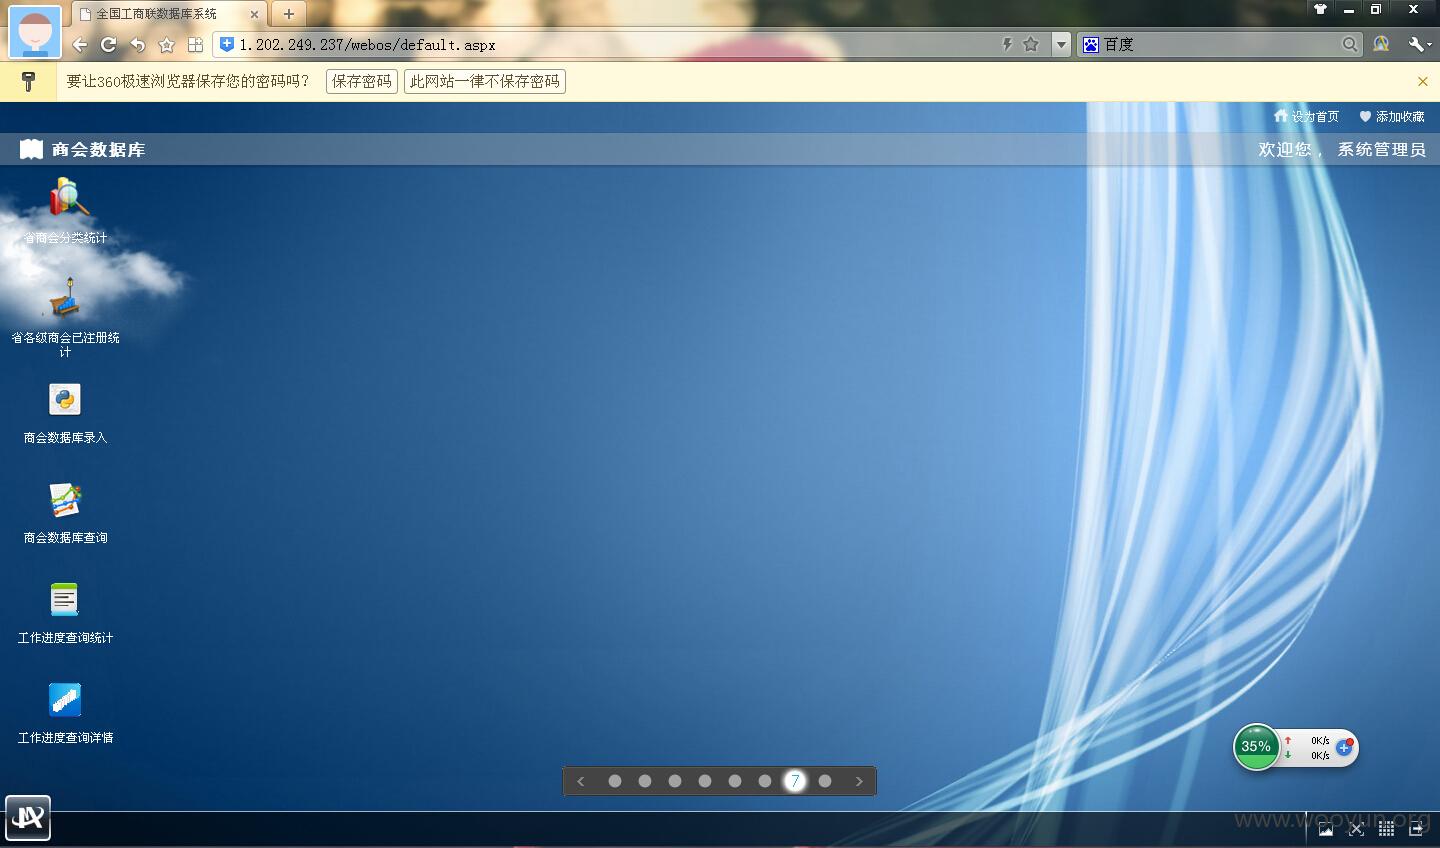 全国工商联数据库系统
1.202.249.237/webos/default.aspx
百度
要让360极速浏览器保存您的密码吗?
保存密码
此网站一律不保存密码
设为首页
添加收藏
商会数据库
欢迎您， 系统管理员
省商会分类统计
省各级商会已注册统
计
商会数据库录入
商会数据库查询
工作进度查询统计
工作进度查询详情
35%
0K/s
0K/s
7
www.wooyun.org